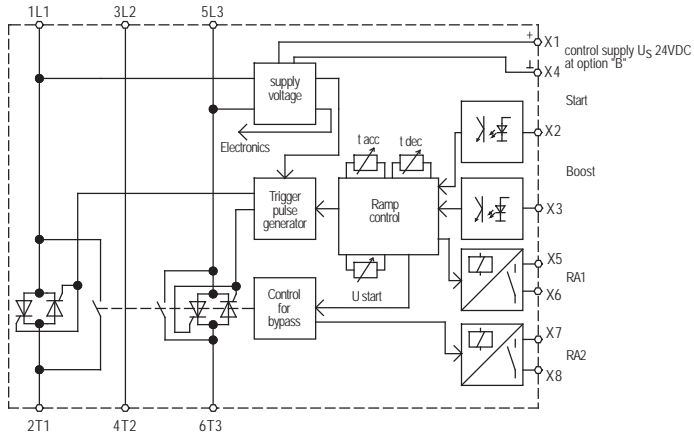 1L1 3L2 5L3
+ X1
control supply US 24VDC
at option "B"
⊥ X4
supply
voltage
Electronics
Start
X2
t acc t dec
Boost
X3
Trigger
pulse
generator
Ramp
control
U start
X5
RA1
X6
Control
for
bypass
X7
RA2
X8
2T1 4T2 6T3